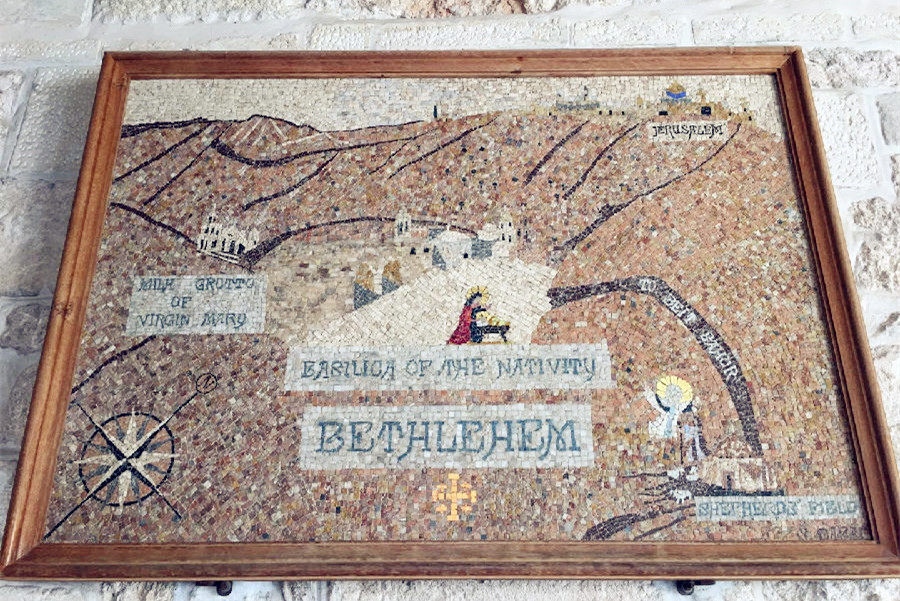 JERUSALEM
MILK GROTTO
OF
VIRGIN MARY
BASILICA OF THE NATIVITY
BETHLEHEM
SHEPHERDS FIELD